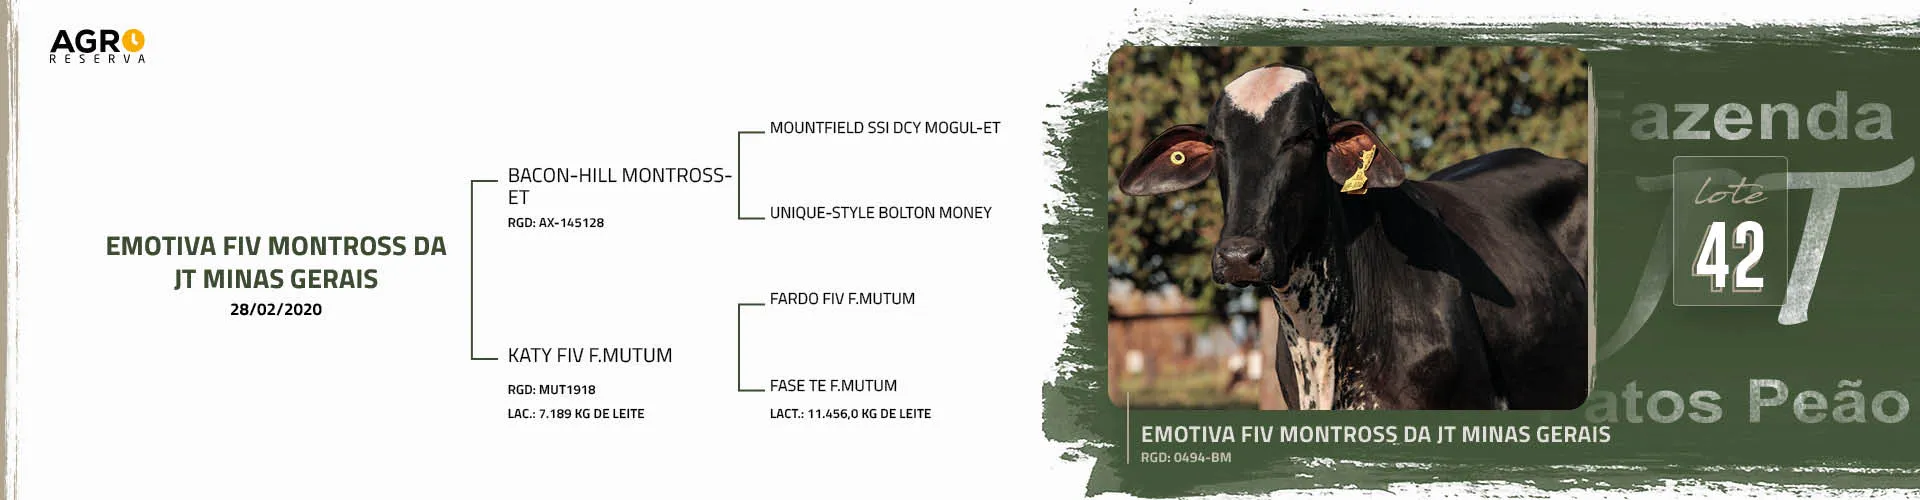 AGRO
RESERVA
EMOTIVA FIV MONTROSS DA
JT MINAS GERAIS
28/02/2020
BACON-HILL MONTROSS-
ET
RGD: AX-145128
KATY FIV F.MUTUM
RGD: MUT1918
LAC.: 7.189 KG DE LEITE
MOUNTFIELD SSI DCY MOGUL-ET
UNIQUE-STYLE BOLTON MONEY
FARDO FIV F.MUTUM
FASE TE F.MUTUM
LACT.: 11.456,0 KG DE LEITE
Fazenda
JT
lote
42
atos Peão
EMOTIVA FIV MONTROSS DA JT MINAS GERAIS
RGD: 0494-BM